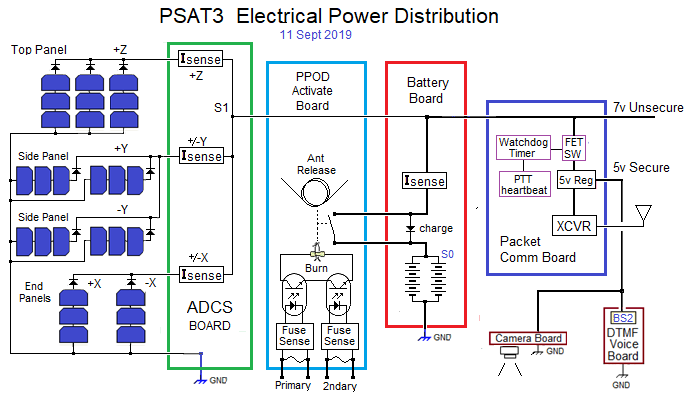 PSAT3 Electrical Power Distribution
11 Sept 2019
Top Panel
+Z
Isense
+Z
S1
Side Panel
+Y
+/-Y
Isense
Side Panel
-Y
+/-X
Isense
End
Panels
+X
-X
ADCS
BOARD
GND
PPOD
Activate
Board
Ant
Release
Burn
Fuse
Sense
Fuse
Sense
Primary
2ndary
Battery
Board
Isense
charge
S0
GND
7v Unsecure
Watchdog
Timer
FET
SW
PTT
heartbeat
5v Reg
5v Secure
XCVR
Packet
Comm Board
Camera Board
GND
BS2
DTMF
Voice
Board
GND